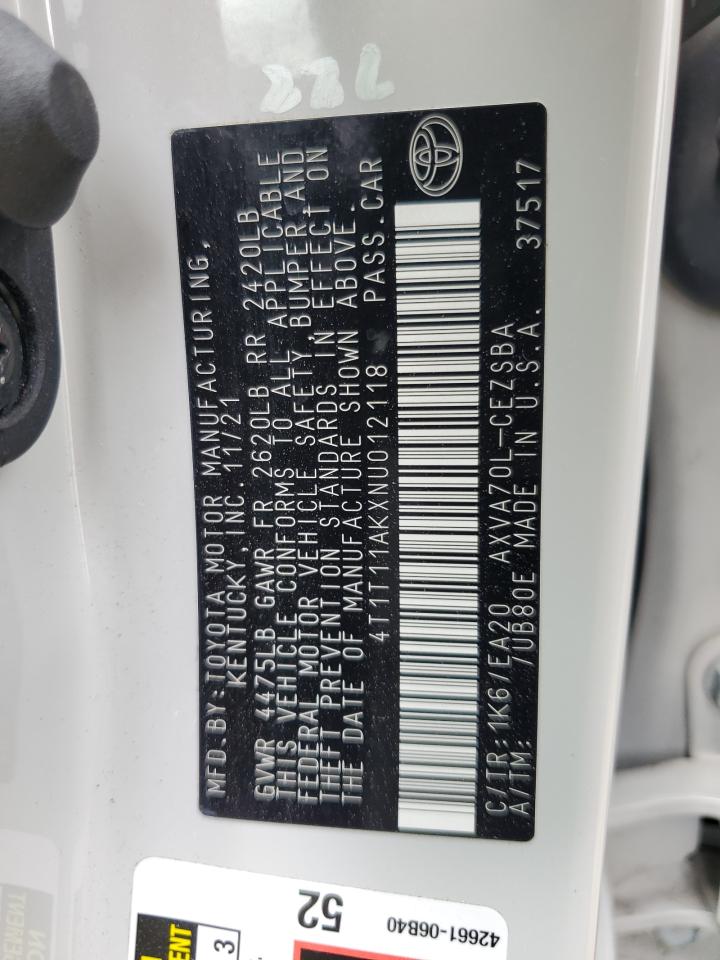 MFD. BY: TOYOTA MOTOR MANUFACTURING,
KENTUCKY, INC. 11/21
GVWR 4475LB GAWR FR 2620LB RR 2420LB
THIS VEHICLE CONFORMS TO ALL APPLICABLE
FEDERAL MOTOR VEHICLE SAFETY, BUMPER, AND
THEFT PREVENTION STANDARDS IN EFFECT ON
THE DATE OF MANUFACTURE SHOWN ABOVE.
4T1T11AKXNU012118 PASS. CAR
C/TR: 1K6/EA20 AXVA70L-CEZSBA
A/TM: /UB80E MADE IN U.S.A. 37517
52
42661-06B40
3